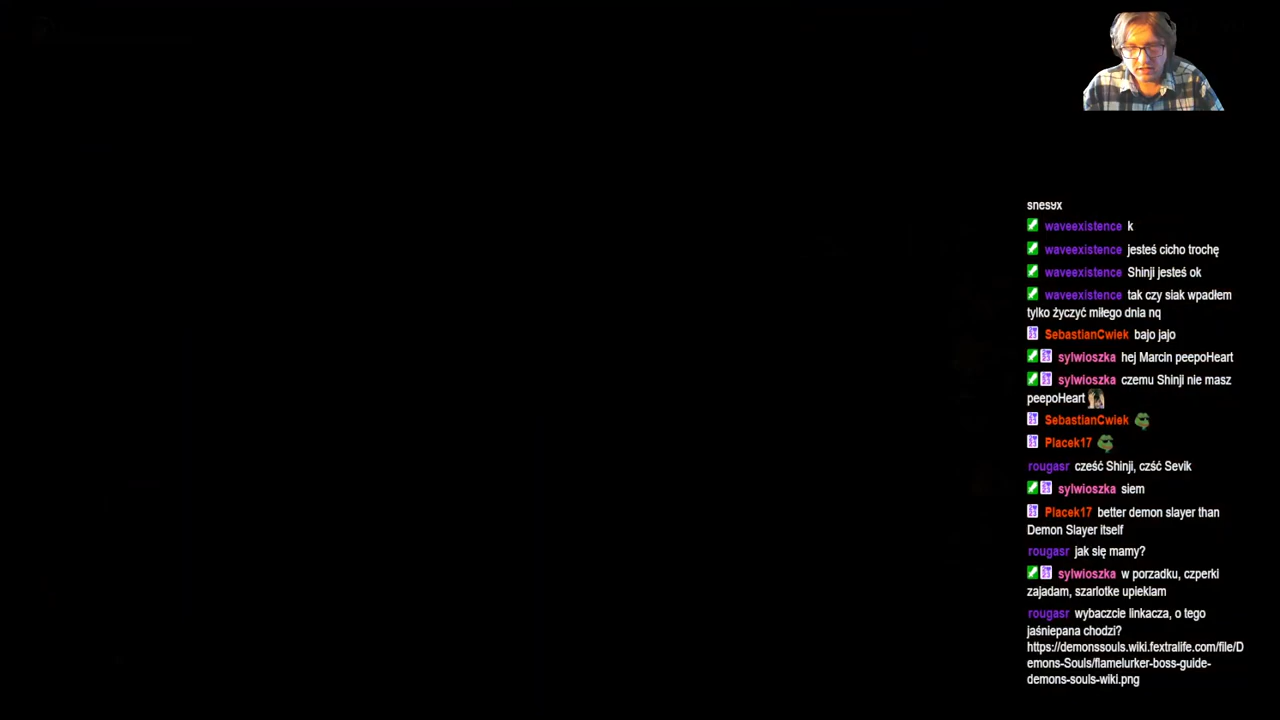 snesyx
waveexistence k
waveexistence jesteś cicho trochę
waveexistence Shinji jesteś ok
waveexistence tak czy siak wpadłem
tylko życzyć miłego dnia nq
SebastianCwiek bajo jajo
sylwioszka hej Marcin peepoHeart
sylwioszka czemu Shinji nie masz
peepoHeart
SebastianCwiek
Placek17
rougasr cześć Shinji, czść Sevik
sylwioszka siem
Placek17 better demon slayer than
Demon Slayer itself
rougasr jak się mamy?
sylwioszka w porzadku, czperki
zajadam, szarlotke upieklam
rougasr wybaczcie linkacza, o tego
jaśniepana chodzi?
https://demonssouls.wiki.fextralife.com/file/D
emons-Souls/flamelurker-boss-guide-
demons-souls-wiki.png